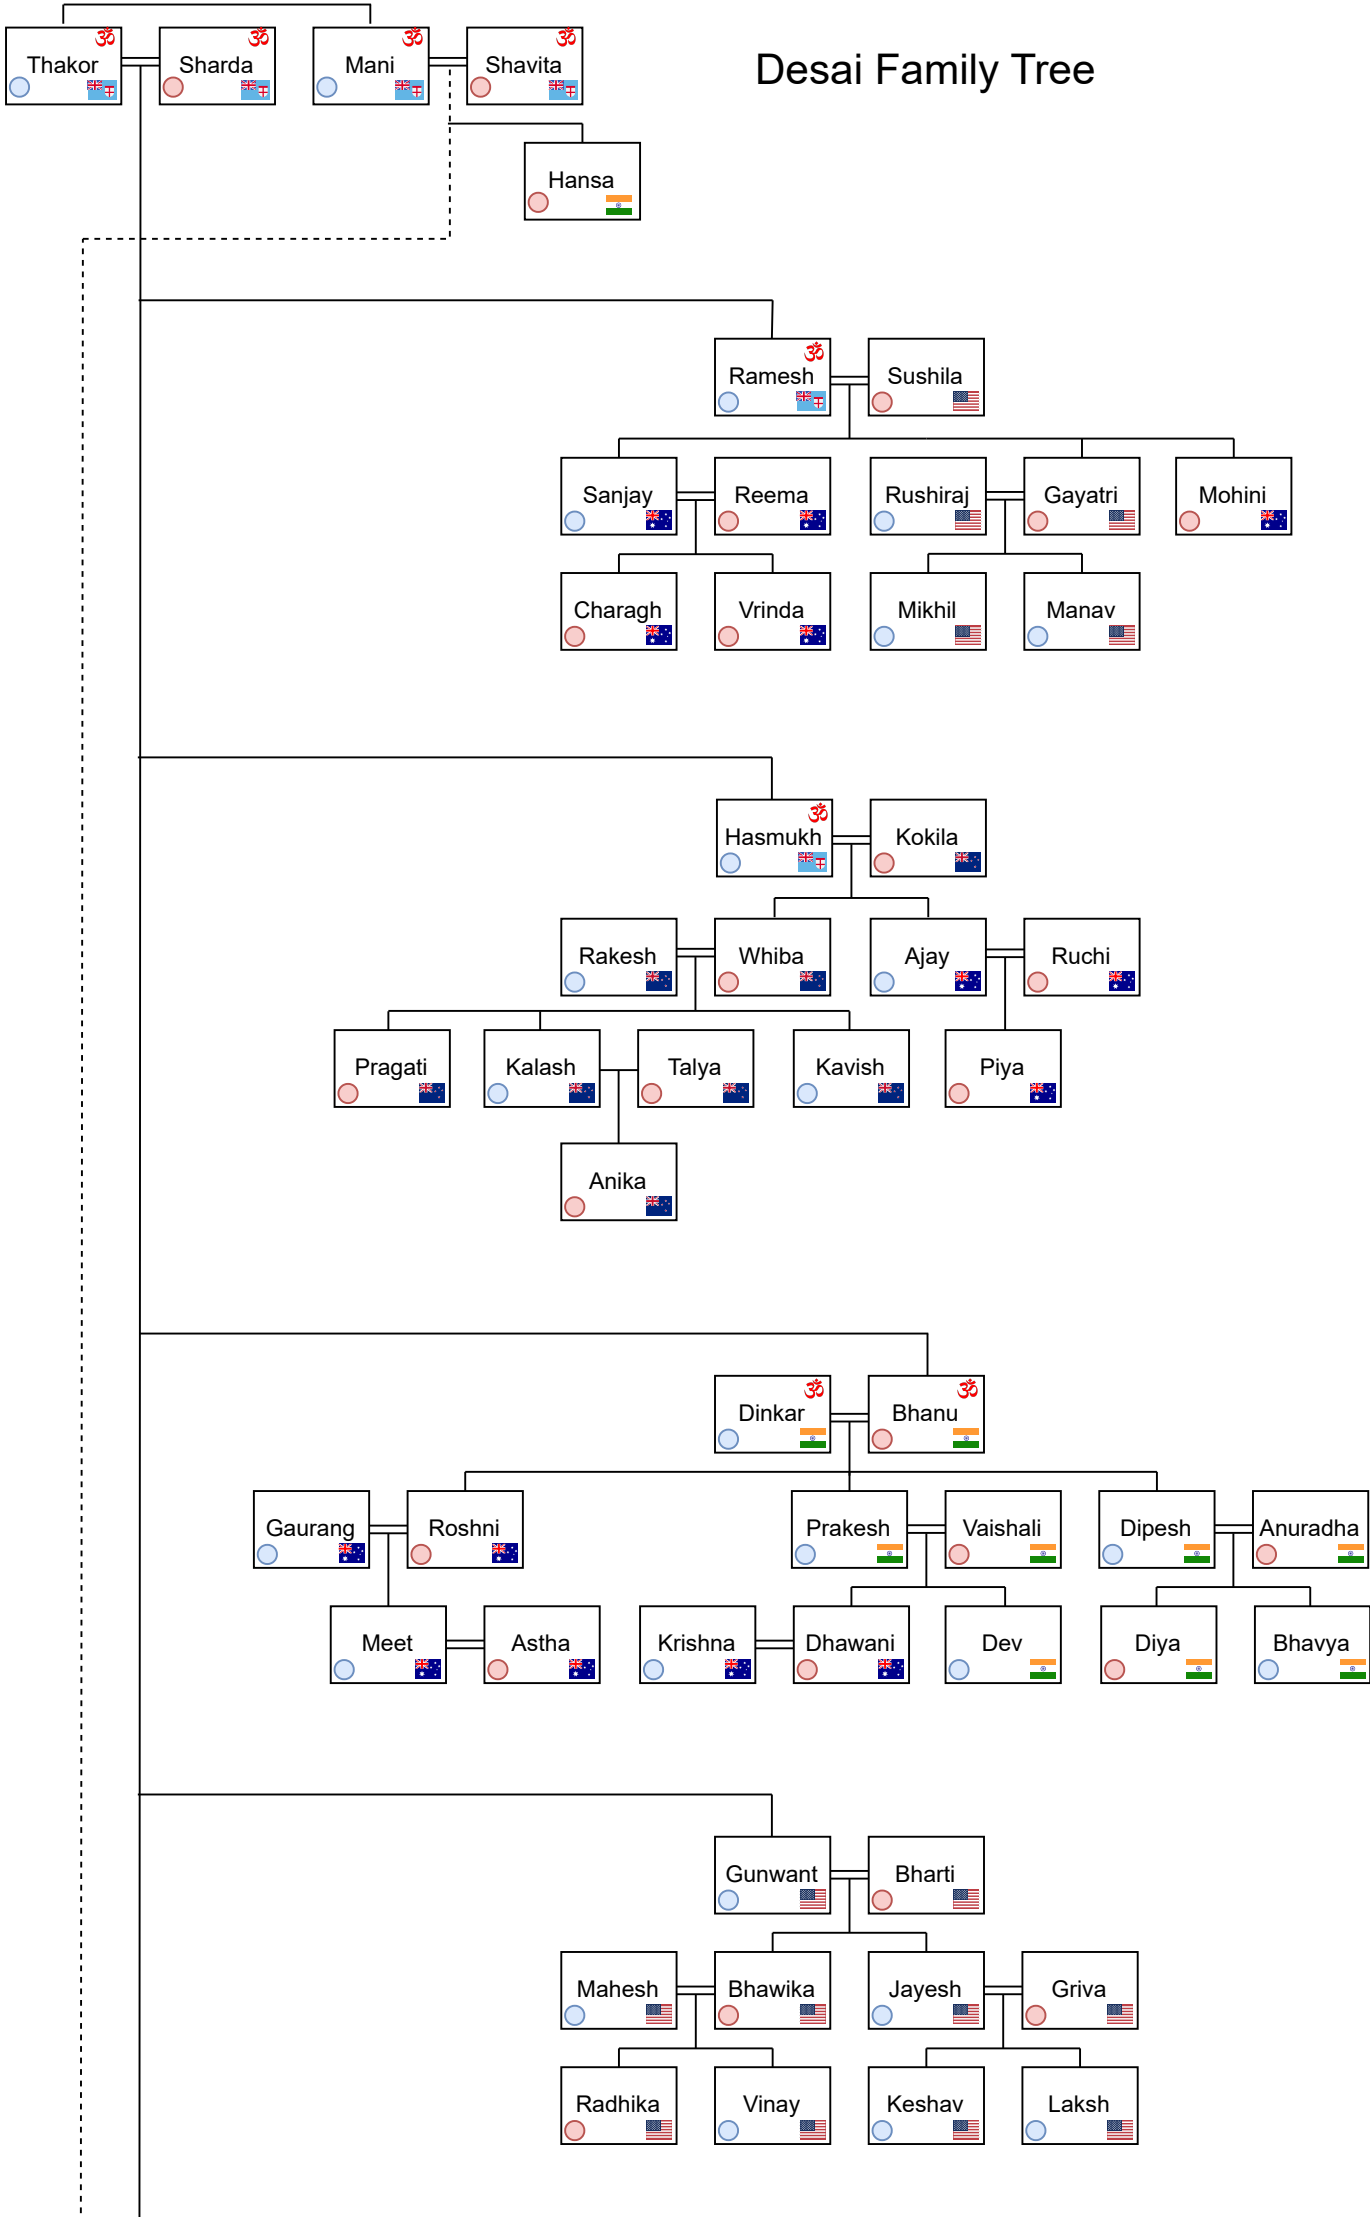 Desai Family Tree
ॐ
ॐ
ॐ
ॐ
Thakor
Sharda
Mani
Shavita
Hansa
ॐ
Ramesh
Sushila
Sanjay
Reema
Rushiraj
Gayatri
Mohini
Charagh
Vrinda
Mikhil
Manav
ॐ
Hasmukh
Kokila
Rakesh
Whiba
Ajay
Ruchi
Pragati
Kalash
Talya
Kavish
Piya
Anika
ॐ
ॐ
Dinkar
Bhanu
Gaurang
Roshni
Prakesh
Vaishali
Dipesh
Anuradha
Meet
Astha
Krishna
Dhawani
Dev
Diya
Bhavya
Gunwant
Bharti
Mahesh
Bhawika
Jayesh
Griva
Radhika
Vinay
Keshav
Laksh